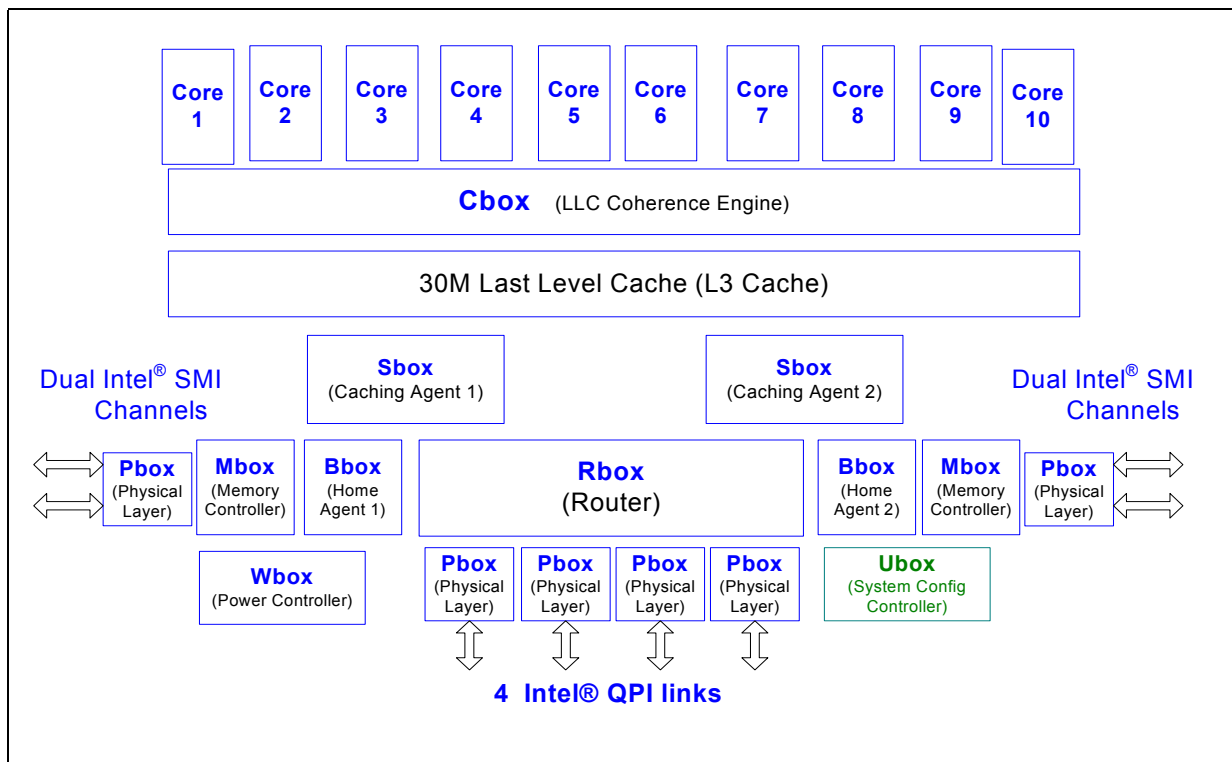 Core 1
Core 2
Core 3
Core 4
Core 5
Core 6
Core 7
Core 8
Core 9
Core 10
Cbox (LLC Coherence Engine)
30M Last Level Cache (L3 Cache)
Sbox
(Caching Agent 1)
Sbox
(Caching Agent 2)
Dual Intel® SMI
Channels
Dual Intel® SMI
Channels
Pbox
(Physical
Layer)
Mbox
(Memory
Controller)
Bbox
(Home
Agent 1)
Rbox
(Router)
Bbox
(Home
Agent 2)
Mbox
(Memory
Controller)
Pbox
(Physical
Layer)
Wbox
(Power Controller)
Pbox
(Physical
Layer)
Pbox
(Physical
Layer)
Pbox
(Physical
Layer)
Pbox
(Physical
Layer)
Ubox
(System Config
Controller)
4 Intel® QPI links